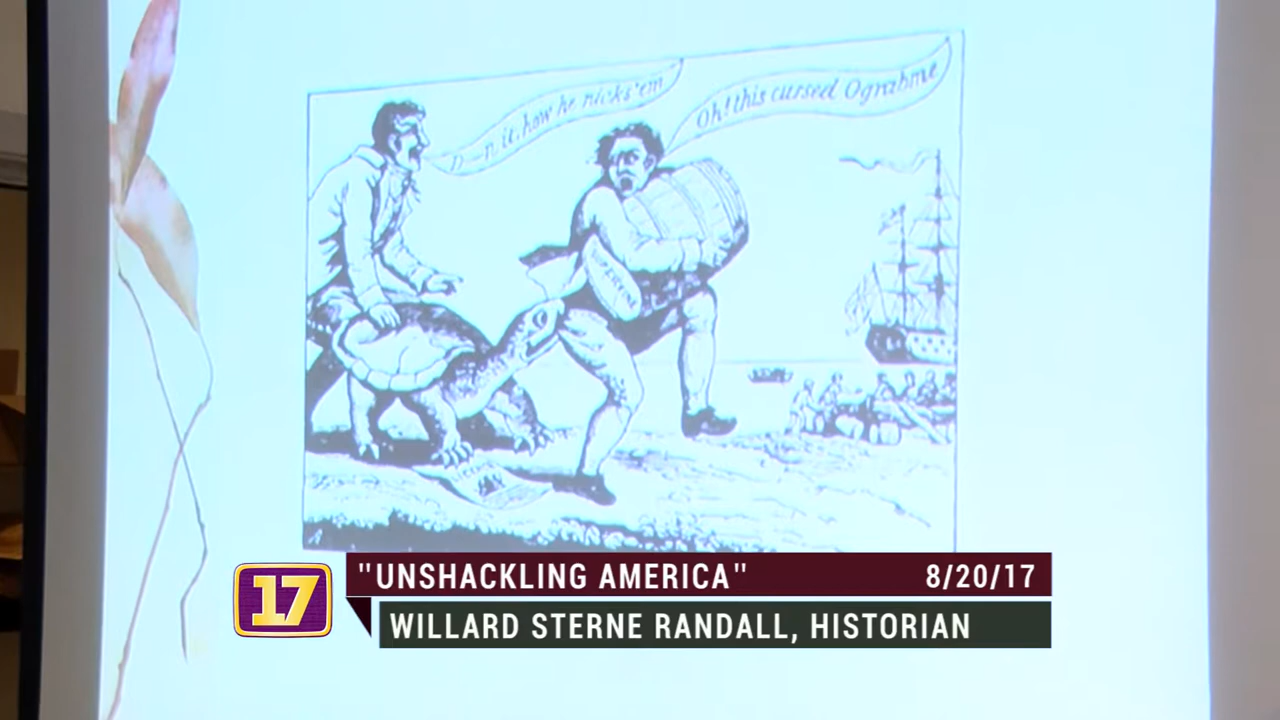 D—n it, how he nicks 'em
Oh! this cursed Ograbme
SUPERFINE
17
"UNSHACKLING AMERICA"
8/20/17
WILLARD STERNE RANDALL, HISTORIAN